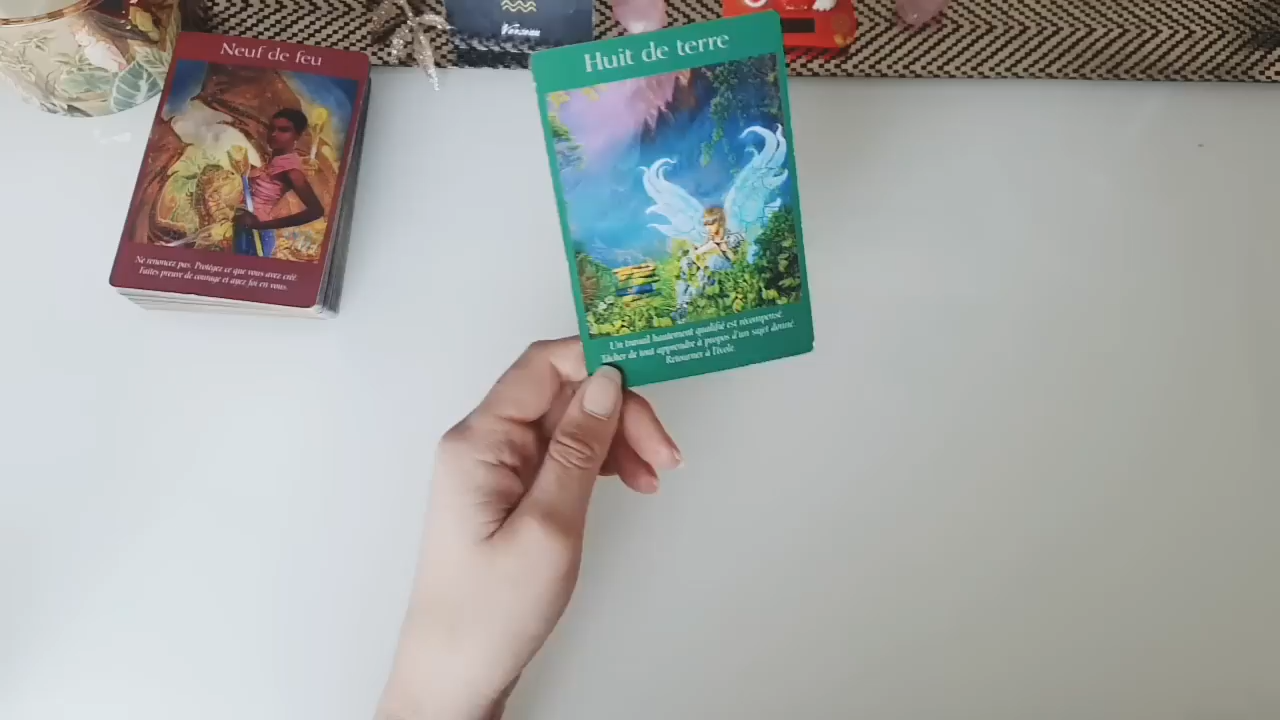 Verseau
Neuf de feu
Ne renoncez pas. Protégez ce que vous avez créé.
Faites preuve de courage et ayez foi en vous.
Huit de terre
Un travail hautement qualifié est récompensé.
Tâcher de tout apprendre à propos d'un sujet donné.
Retourner à l'école.